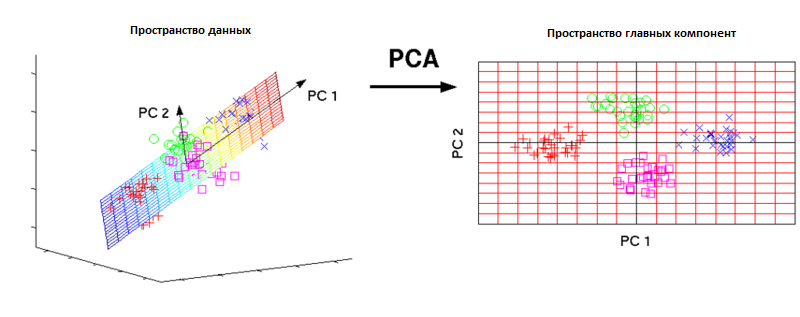 Пространство данных
PC 1
PC 2
PCA
Пространство главных компонент
PC 2
PC 1